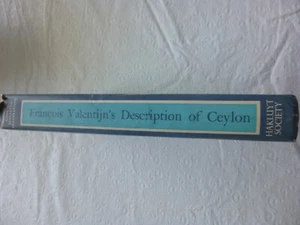 François Valentijn's Description of Ceylon
HAKLUYT
SOCIETY